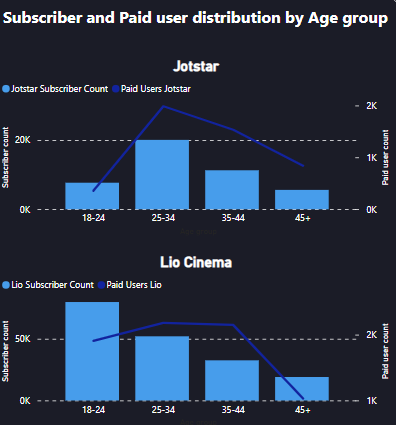 Subscriber and Paid user distribution by Age group
Jotstar
Jotstar Subscriber Count Paid Users Jotstar
Subscriber count
20K
0K
2K
1K
0K
Paid user count
18-24 25-34 35-44 45+
Age group
Lio Cinema
Lio Subscriber Count Paid Users Lio
Subscriber count
50K
0K
2K
1K
Paid user count
18-24 25-34 35-44 45+